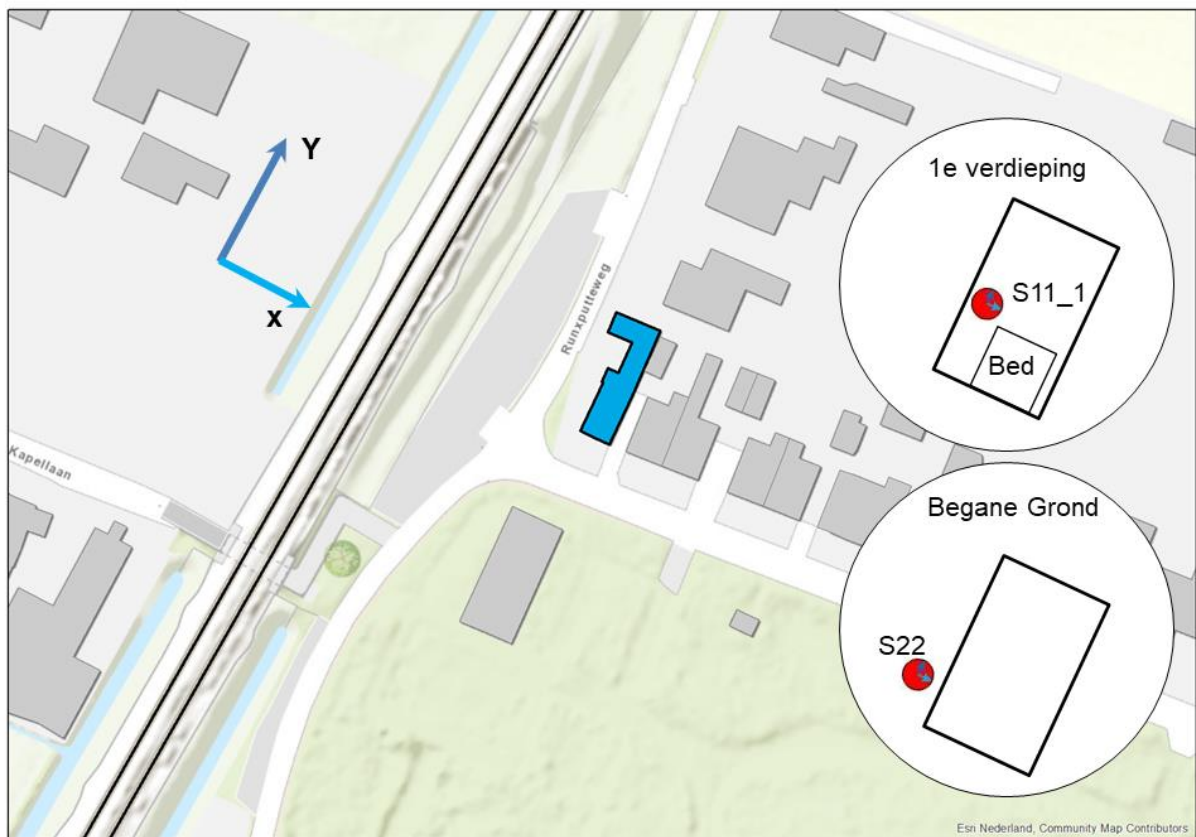 Y
x
Runxputteweg
Kapellaan
1e verdieping
S11_1
Bed
Begane Grond
S22
Esri Nederland, Community Map Contributors